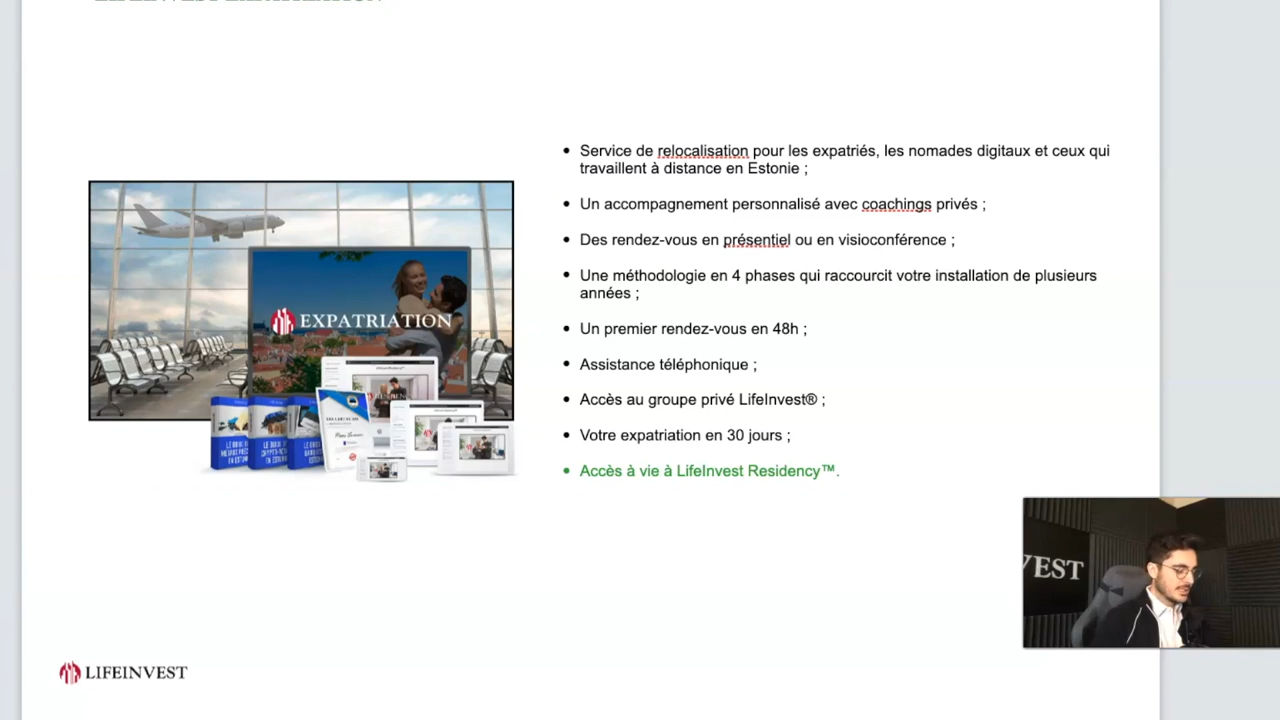 Service de relocalisation pour les expatriés, les nomades digitaux et ceux qui
travaillent à distance en Estonie ;
Un accompagnement personnalisé avec coachings privés ;
Des rendez-vous en présentiel ou en visioconférence ;
Une méthodologie en 4 phases qui raccourcit votre installation de plusieurs
années ;
Un premier rendez-vous en 48h ;
Assistance téléphonique ;
Accès au groupe privé LifeInvest® ;
Votre expatriation en 30 jours ;
Accès à vie à LifeInvest Residency™.
EXPATRIATION
VEST
LIFEINVEST